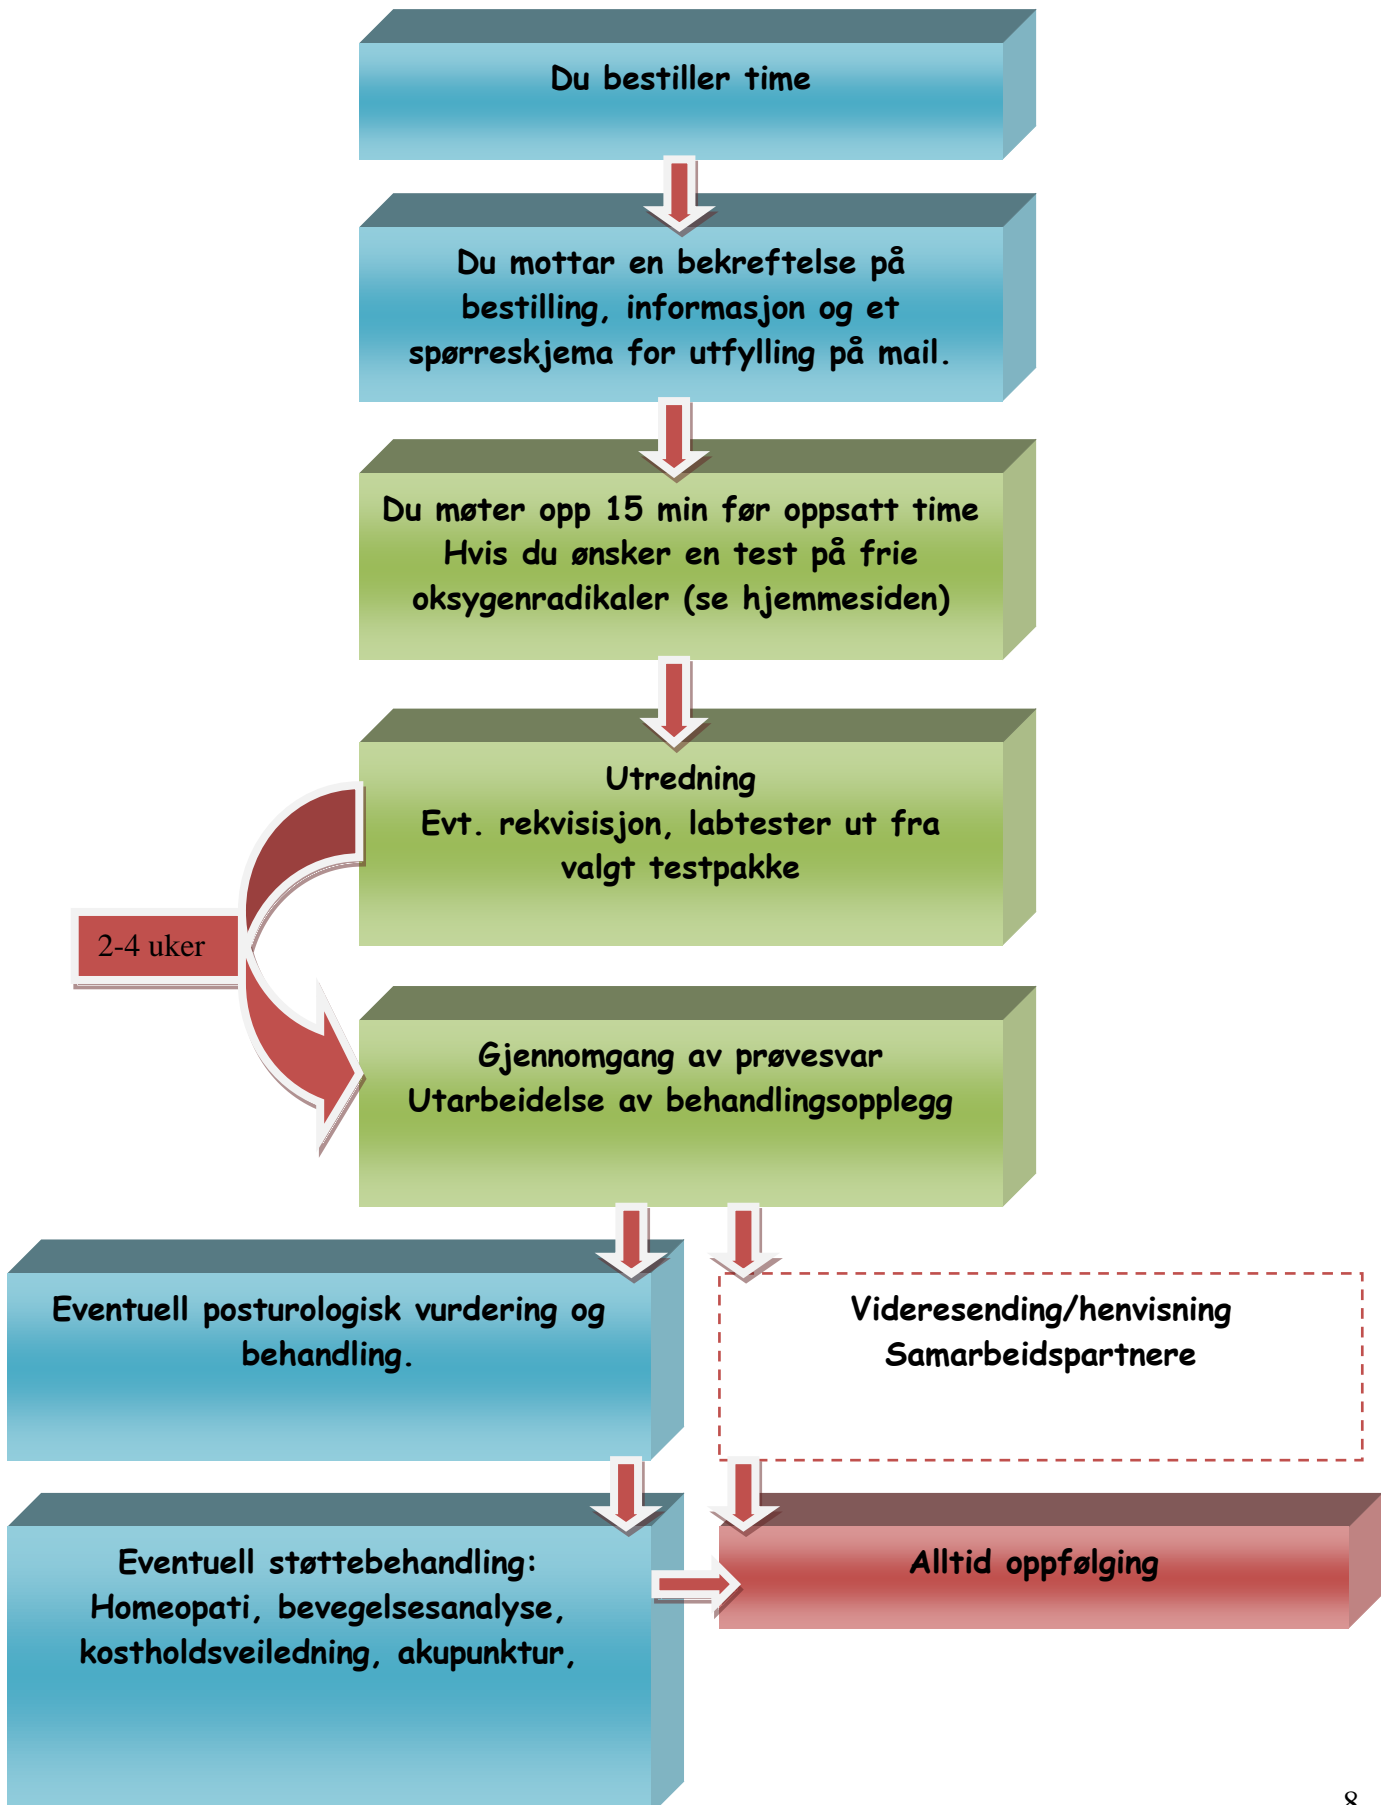 Du bestiller time
Du mottar en bekreftelse på
bestilling, informasjon og et
spørreskjema for utfylling på mail.
Du møter opp 15 min før oppsatt time
Hvis du ønsker en test på frie
oksygenradikaler (se hjemmesiden)
Utredning
Evt. rekvisisjon, labtester ut fra
valgt testpakke
2-4 uker
Gjennomgang av prøvesvar
Utarbeidelse av behandlingsopplegg
Eventuell posturologisk vurdering og
behandling.
Videresending/henvisning
Samarbeidspartnere
Eventuell støttebehandling:
Homeopati, bevegelsesanalyse,
kostholdsveiledning, akupunktur,
Alltid oppfølging
8